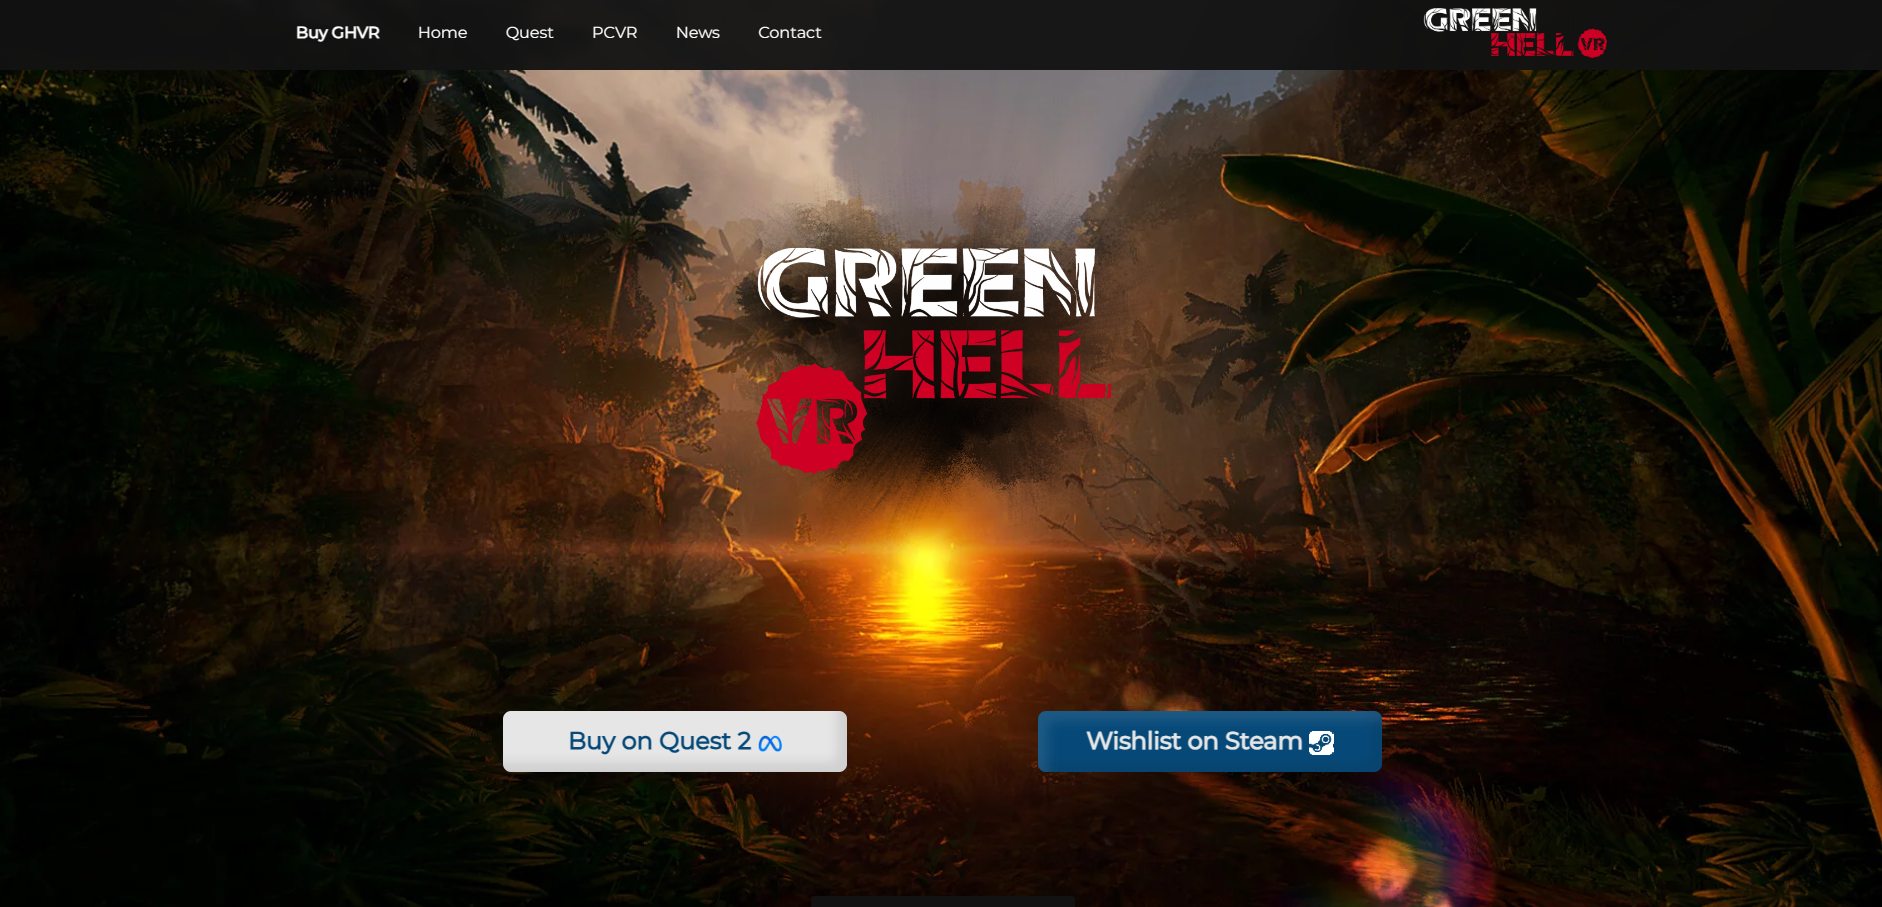 Buy GHVR Home Quest PCVR News Contact
GREEN
HELL VR
GREEN
HELL
VR
Buy on Quest 2
Wishlist on Steam